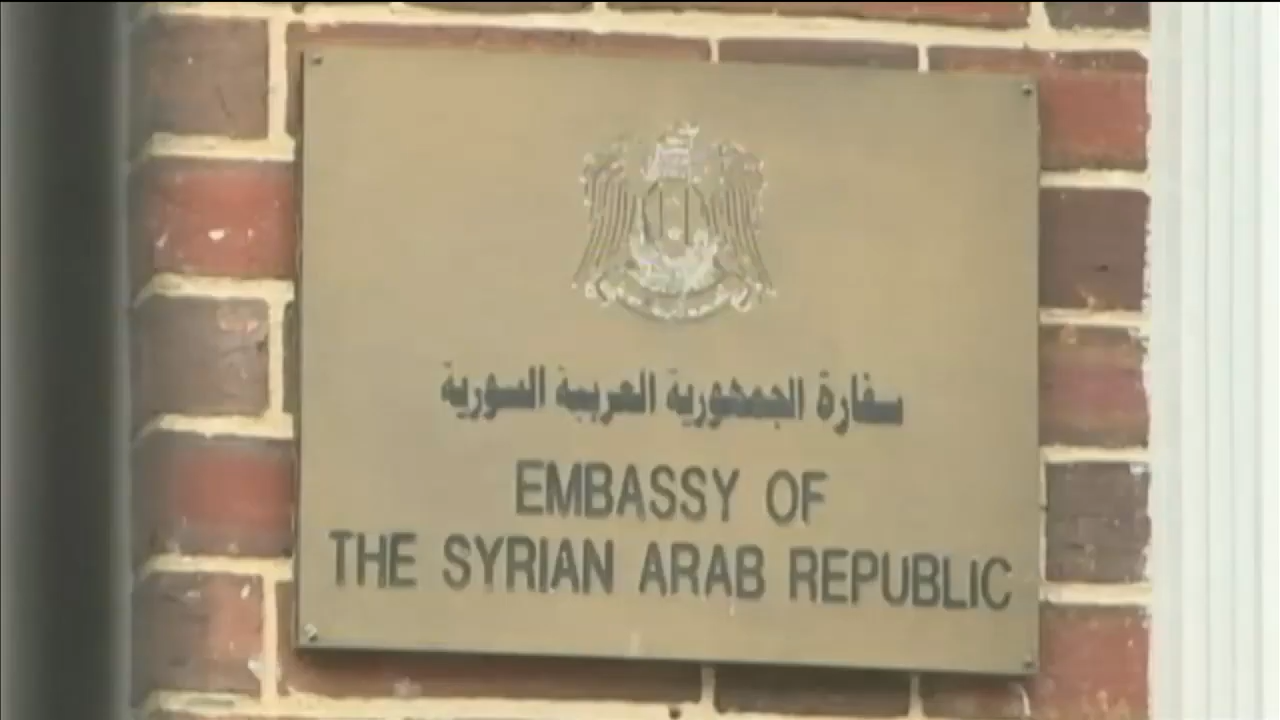 سفارة الجمهورية العربية السورية
EMBASSY OF
THE SYRIAN ARAB REPUBLIC